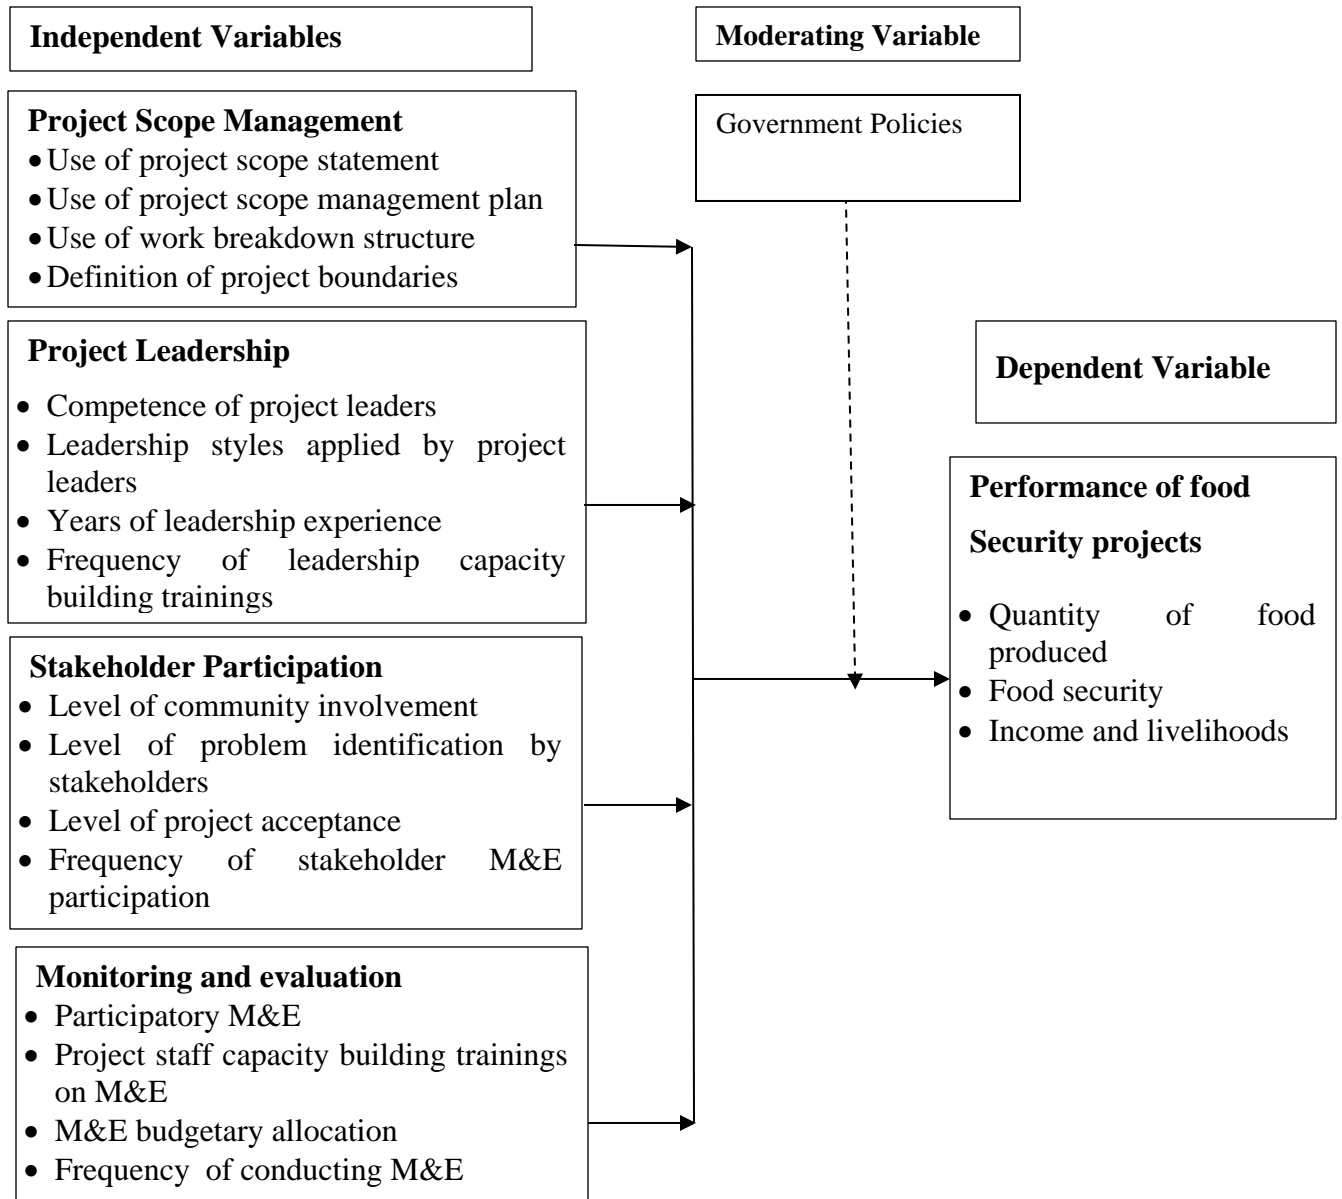 Independent Variables
Moderating Variable
Project Scope Management
• Use of project scope statement
• Use of project scope management plan
• Use of work breakdown structure
• Definition of project boundaries
Government Policies
Project Leadership
• Competence of project leaders
• Leadership styles applied by project
leaders
• Years of leadership experience
• Frequency of leadership capacity
building trainings
Dependent Variable
Performance of food
Security projects
• Quantity of food
produced
• Food security
• Income and livelihoods
Stakeholder Participation
• Level of community involvement
• Level of problem identification by
stakeholders
• Level of project acceptance
• Frequency of stakeholder M&E
participation
Monitoring and evaluation
• Participatory M&E
• Project staff capacity building trainings
on M&E
• M&E budgetary allocation
• Frequency of conducting M&E